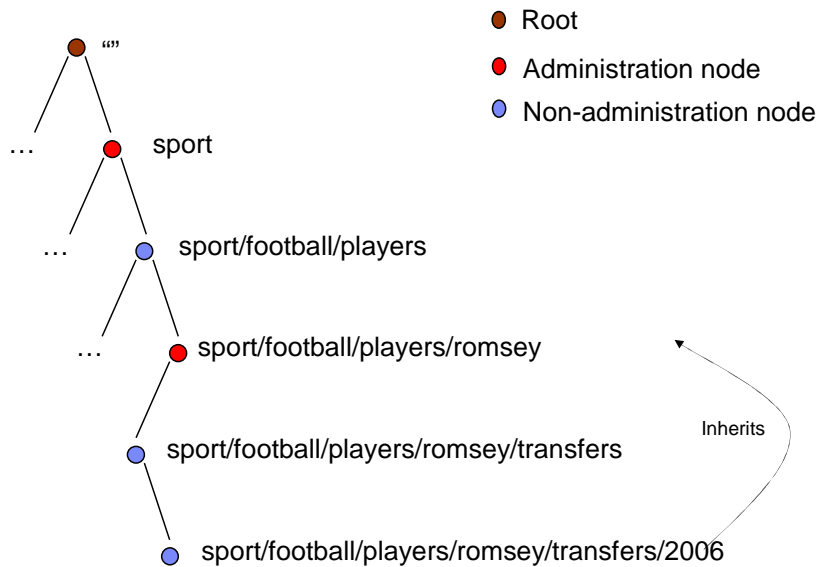 Root
“”
Administration node
Non-administration node
… sport
… sport/football/players
… sport/football/players/romsey
Inherits
sport/football/players/romsey/transfers
sport/football/players/romsey/transfers/2006